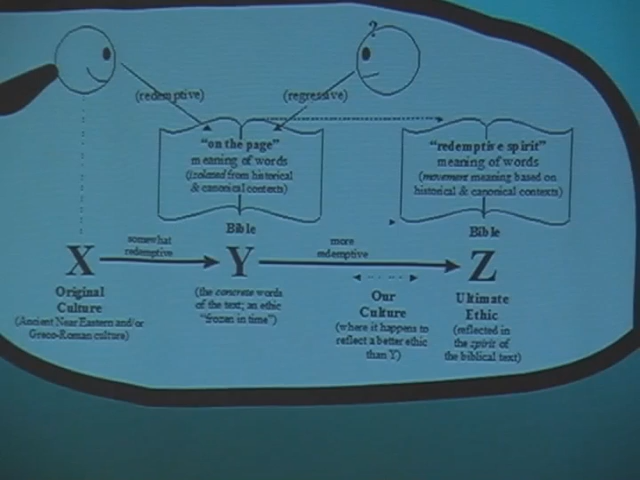 ?
(redemptive)
(regressive)
"on the page"
meaning of words
(isolated from historical
& canonical contexts)
"redemptive spirit"
meaning of words
(movement meaning based on
historical & canonical contexts)
Bible
Bible
somewhat
redemptive
more
redemptive
X
Y
Z
Original
Culture
(Ancient Near Eastern and/or
Greco-Roman culture)
(the concrete words
of the text; an ethic
"frozen in time")
Our
Culture
(where it happens to
reflect a better ethic
than Y)
Ultimate
Ethic
(reflected in
the spirit of
the biblical text)